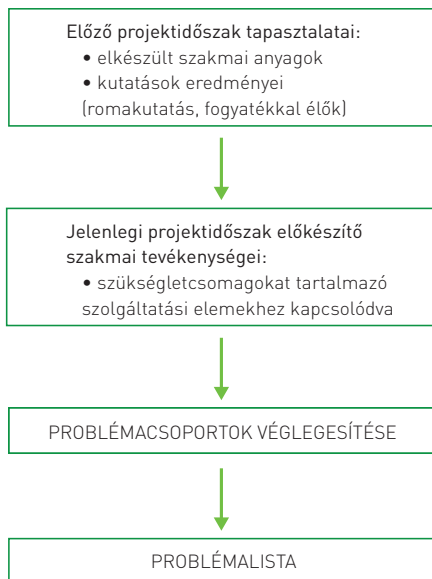 Előző projektidőszak tapasztalatai:
• elkészült szakmai anyagok
• kutatások eredményei
(romakutatás, fogyatékkal élők)
Jelenlegi projektidőszak előkészítő
szakmai tevékenységei:
• szükségletcsomagokat tartalmazó
szolgáltatási elemekhez kapcsolódva
PROBLÉMACSOPORTOK VÉGLEGESÍTÉSE
PROBLÉMALISTA